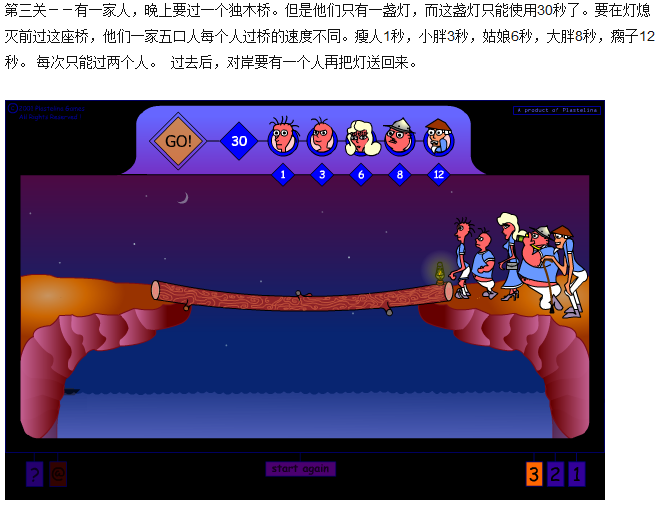 第三关－－有一家人，晚上要过一个独木桥。但是他们只有一盏灯，而这盏灯只能使用30秒了。要在灯熄
灭前过这座桥，他们一家五口人每个人过桥的速度不同。瘦人1秒，小胖3秒，姑娘6秒，大胖8秒，瘸子12
秒。 每次只能过两个人。 过去后，对岸要有一个人再把灯送回来。
A product of Plastelina
GO!
30
1 3 6 8 12
? @ start again 3 2 1